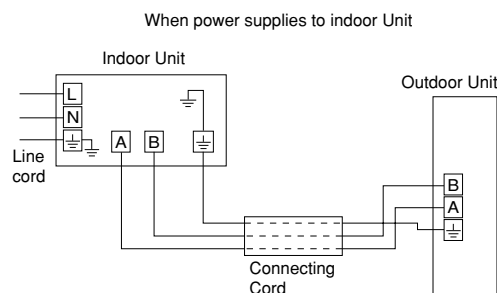 When power supplies to indoor Unit
Indoor Unit
Outdoor Unit
L
N
A B
Line
cord
B
A
Connecting
Cord